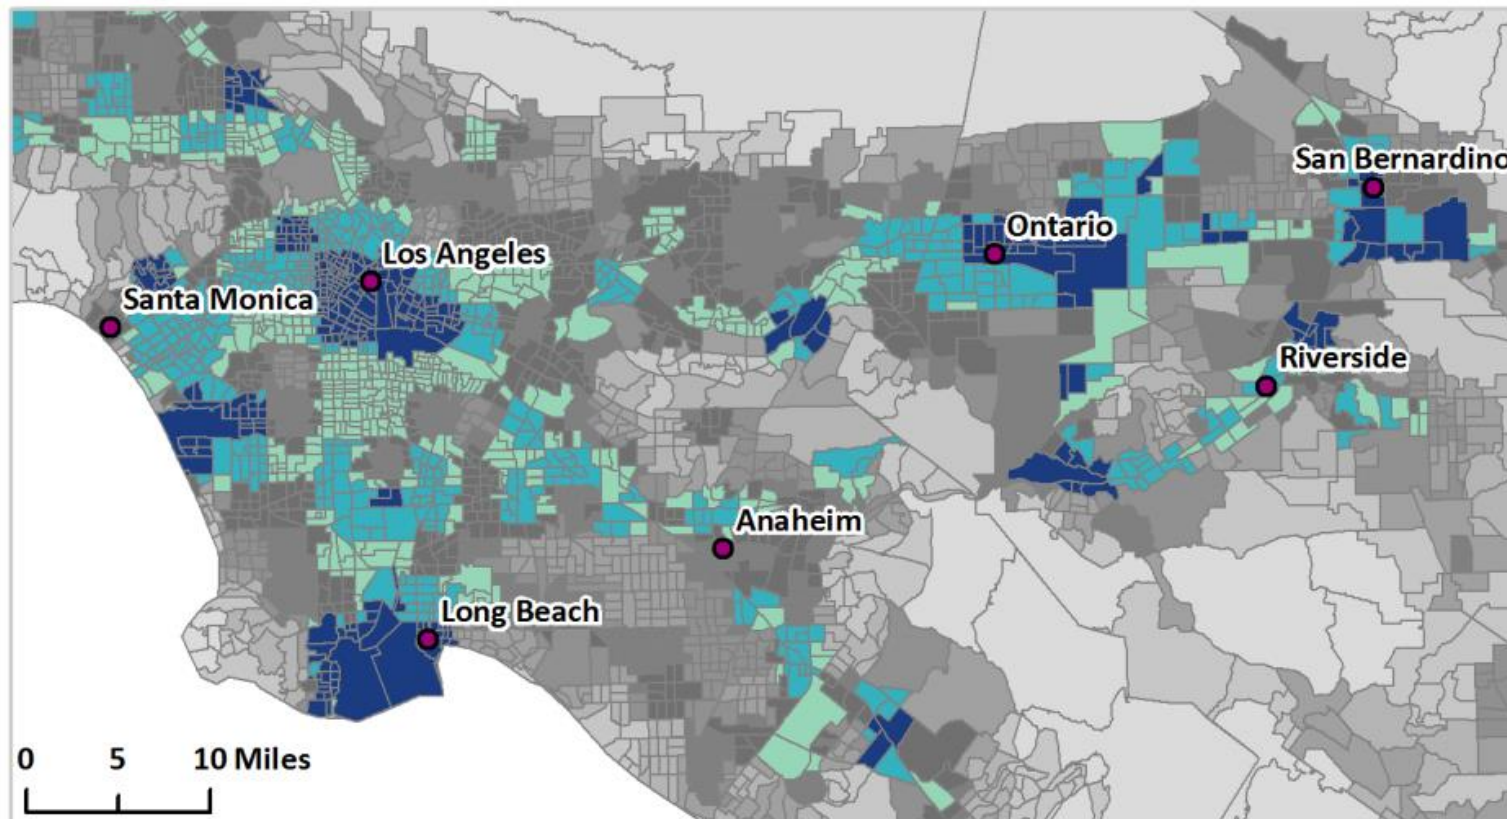 San Bernardino
Ontario
Los Angeles
Santa Monica
Riverside
Anaheim
Long Beach
0 5 10 Miles